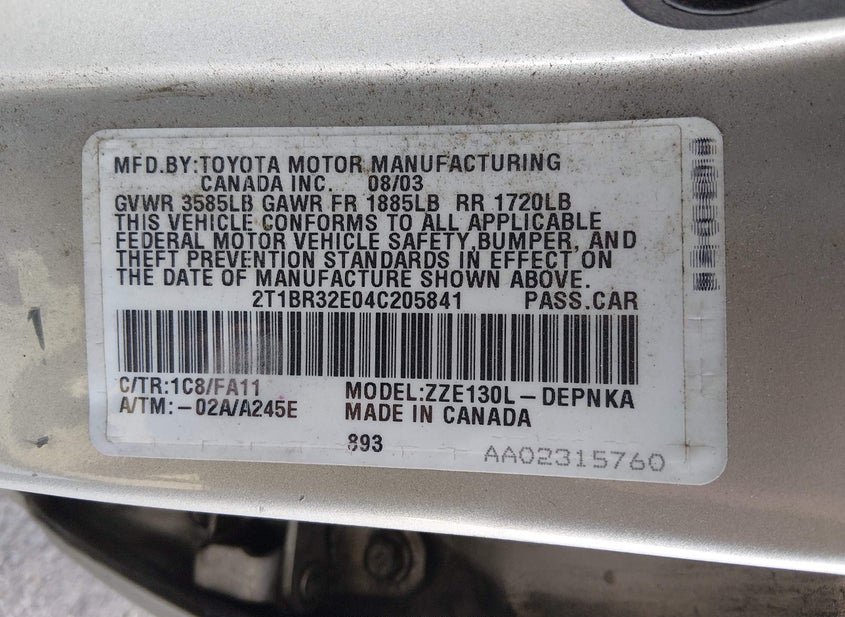 MFD.BY:TOYOTA MOTOR MANUFACTURING
CANADA INC. 08/03
GVWR 3585LB GAWR FR 1885LB RR 1720LB
THIS VEHICLE CONFORMS TO ALL APPLICABLE
FEDERAL MOTOR VEHICLE SAFETY,BUMPER, AND
THEFT PREVENTION STANDARDS IN EFFECT ON
THE DATE OF MANUFACTURE SHOWN ABOVE.
2T1BR32E04C205841 PASS.CAR
C/TR:1C8/FA11 MODEL:ZZE130L-DEPNKA
A/TM:-02A/A245E MADE IN CANADA
893
AA02315760